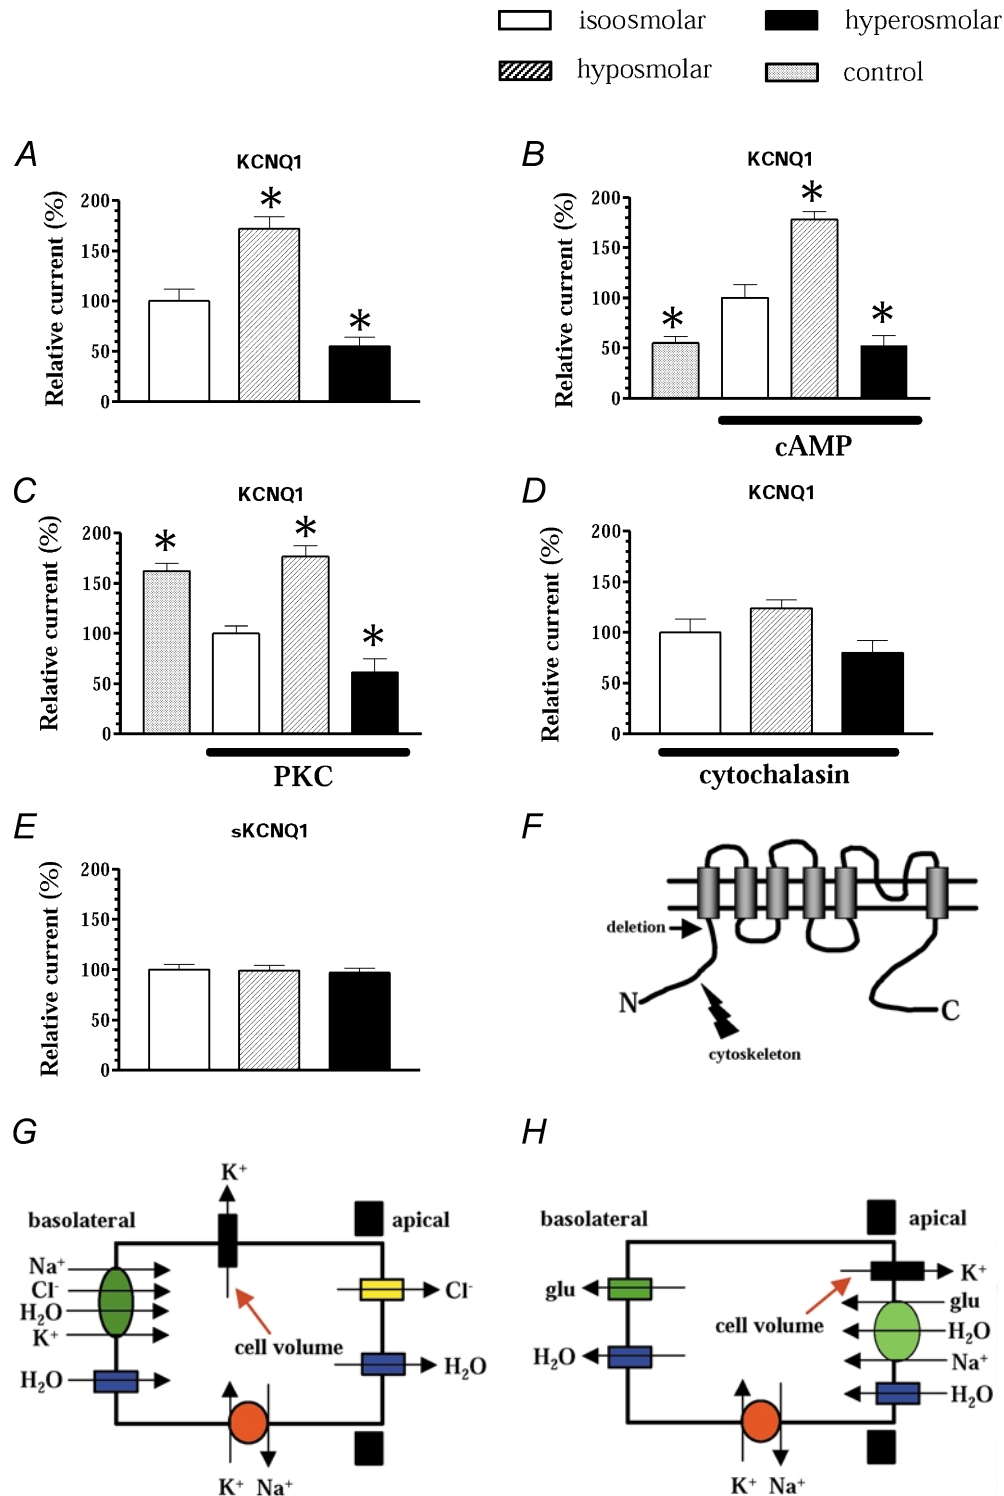 isoosmolar hyperosmolar
hyposmolar control
A B
KCNQ1 KCNQ1
Relative current (%)
200
150
100
50
0
* *
Relative current (%)
200
150
100
50
0
* * *
cAMP
C D
KCNQ1 KCNQ1
Relative current (%)
200
150
100
50
0
* * *
PKC
Relative current (%)
200
150
100
50
0
cytochalasin
E F
sKCNQ1
Relative current (%)
200
150
100
50
0
deletion
N C
cytoskeleton
G H
K⁺
basolateral apical
Na⁺
Cl⁻
H₂O
K⁺
H₂O
Cl⁻
cell volume
H₂O
K⁺ Na⁺
basolateral apical
K⁺
glu
glu
cell volume
H₂O
H₂O
Na⁺
H₂O
K⁺ Na⁺